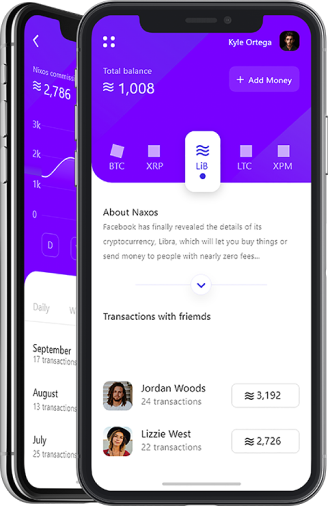 Nixos commiss
2,786
3k
2k
1k
0
D
Daily
W
September
17 transactions
August
13 transactions
July
25 transactions
Kyle Ortega
Total balance
1,008
+ Add Money
BTC
XRP
LiB
LTC
XPM
About Naxos
Facebook has finally revealed the details of its
cryptocurrency, Libra, which will let you buy things or
send money to people with nearly zero fees...
Transactions with friemds
Jordan Woods
24 transactions
3,192
Lizzie West
22 transactions
2,726